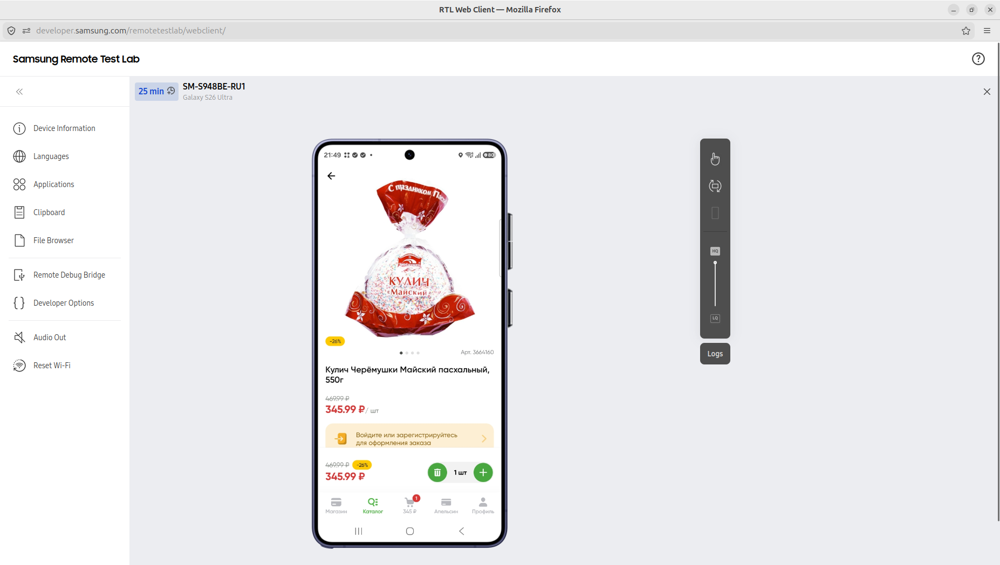 RTL Web Client — Mozilla Firefox
developer.samsung.com/remotetestlab/webclient/
Samsung Remote Test Lab
25 min
SM-S948BE-RU1
Galaxy S26 Ultra
Device Information
Languages
Applications
Clipboard
File Browser
Remote Debug Bridge
Developer Options
Audio Out
Reset Wi-Fi
21:49
80
С праздником Пасхи
Черёмушки
КУЛИЧ
«Майский»
-26%
Арт. 3664160
Кулич Черёмушки Майский пасхальный,
550г
469.99 ₽
345.99 ₽ / шт
Войдите или зарегистрируйтесь
для оформления заказа
469.99 ₽ -26%
345.99 ₽
1 шт
1
Магазин
Каталог
345 ₽
Апельсин
Профиль
HQ
LQ
Logs